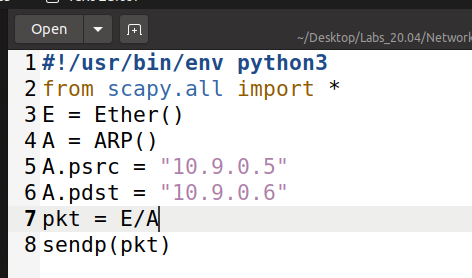 Open
~/Desktop/Labs_20.04/Network
1 #!/usr/bin/env python3
2 from scapy.all import *
3 E = Ether()
4 A = ARP()
5 A.psrc = "10.9.0.5"
6 A.pdst = "10.9.0.6"
7 pkt = E/A
8 sendp(pkt)